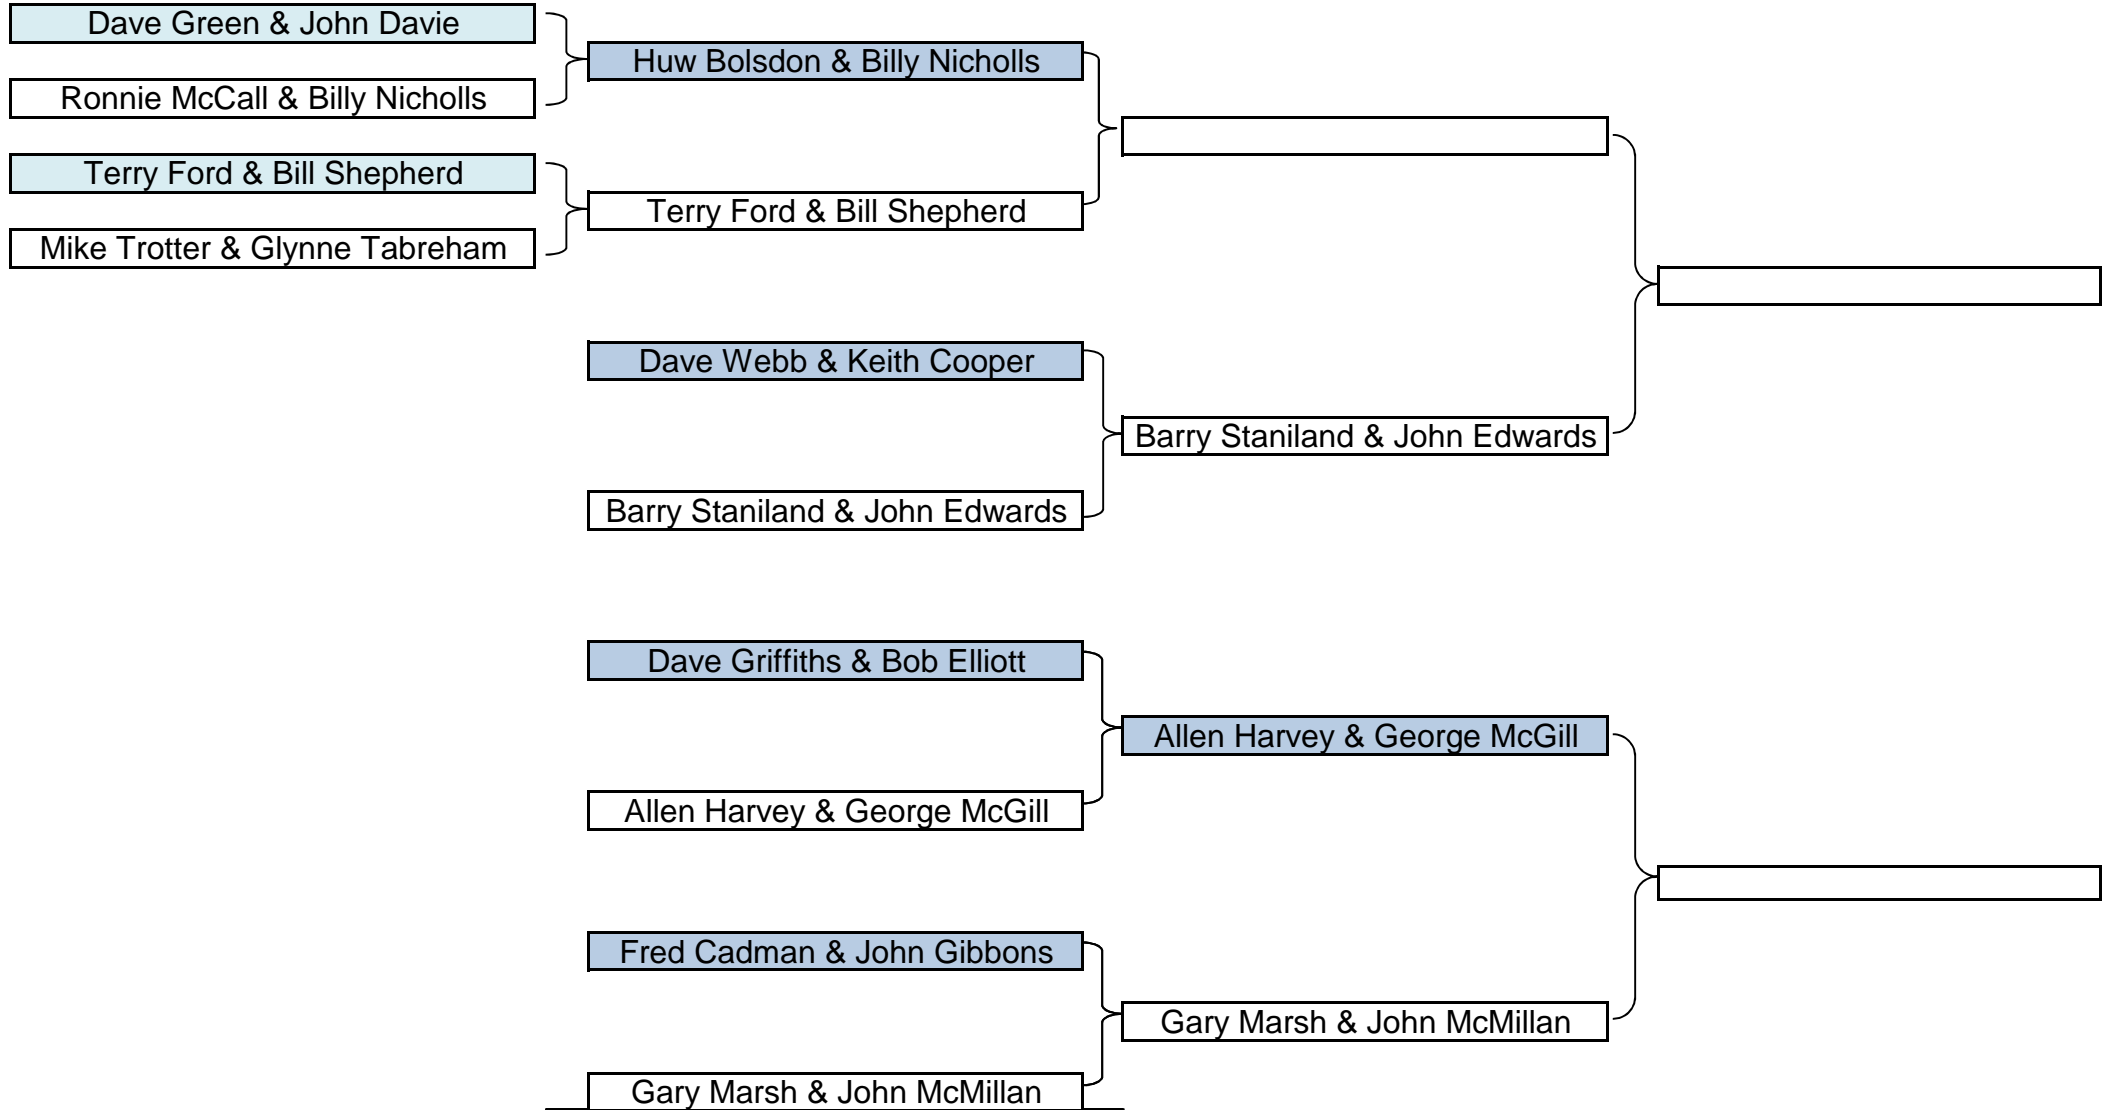 Dave Green & John Davie
Ronnie McCall & Billy Nicholls
Terry Ford & Bill Shepherd
Mike Trotter & Glynne Tabreham
Huw Bolsdon & Billy Nicholls
Terry Ford & Bill Shepherd
Dave Webb & Keith Cooper
Barry Staniland & John Edwards
Dave Griffiths & Bob Elliott
Allen Harvey & George McGill
Fred Cadman & John Gibbons
Gary Marsh & John McMillan
Barry Staniland & John Edwards
Allen Harvey & George McGill
Gary Marsh & John McMillan